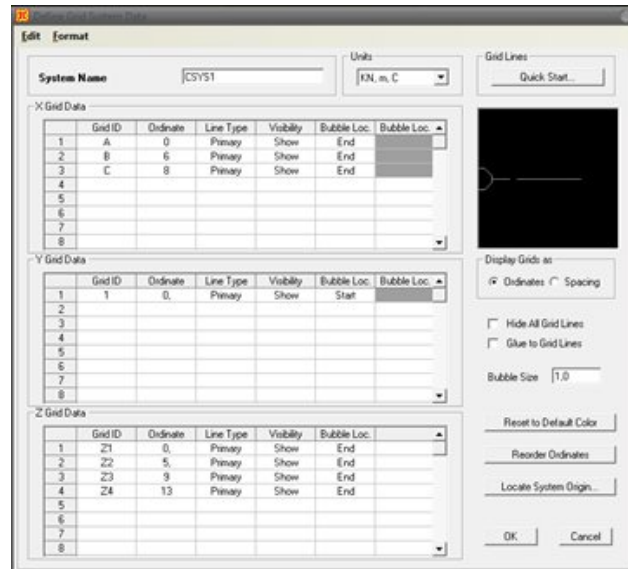 Define Grid System Data
Edit Format
System Name CSYS1
Units
KN, m, C
Grid Lines
Quick Start...
X Grid Data
Grid ID Ordinate Line Type Visibility Bubble Loc. Bubble Loc.
1 A 0 Primary Show End
2 B 6 Primary Show End
3 C 8 Primary Show End
4
5
6
7
8
Y Grid Data
Grid ID Ordinate Line Type Visibility Bubble Loc. Bubble Loc.
1 1 0, Primary Show Start
2
3
4
5
6
7
8
Display Grids as
Ordinates Spacing
Hide All Grid Lines
Glue to Grid Lines
Bubble Size 1,0
Z Grid Data
Grid ID Ordinate Line Type Visibility Bubble Loc.
1 Z1 0, Primary Show End
2 Z2 5, Primary Show End
3 Z3 9 Primary Show End
4 Z4 13 Primary Show End
5
6
7
8
Reset to Default Color
Reorder Ordinates
Locate System Origin...
OK Cancel